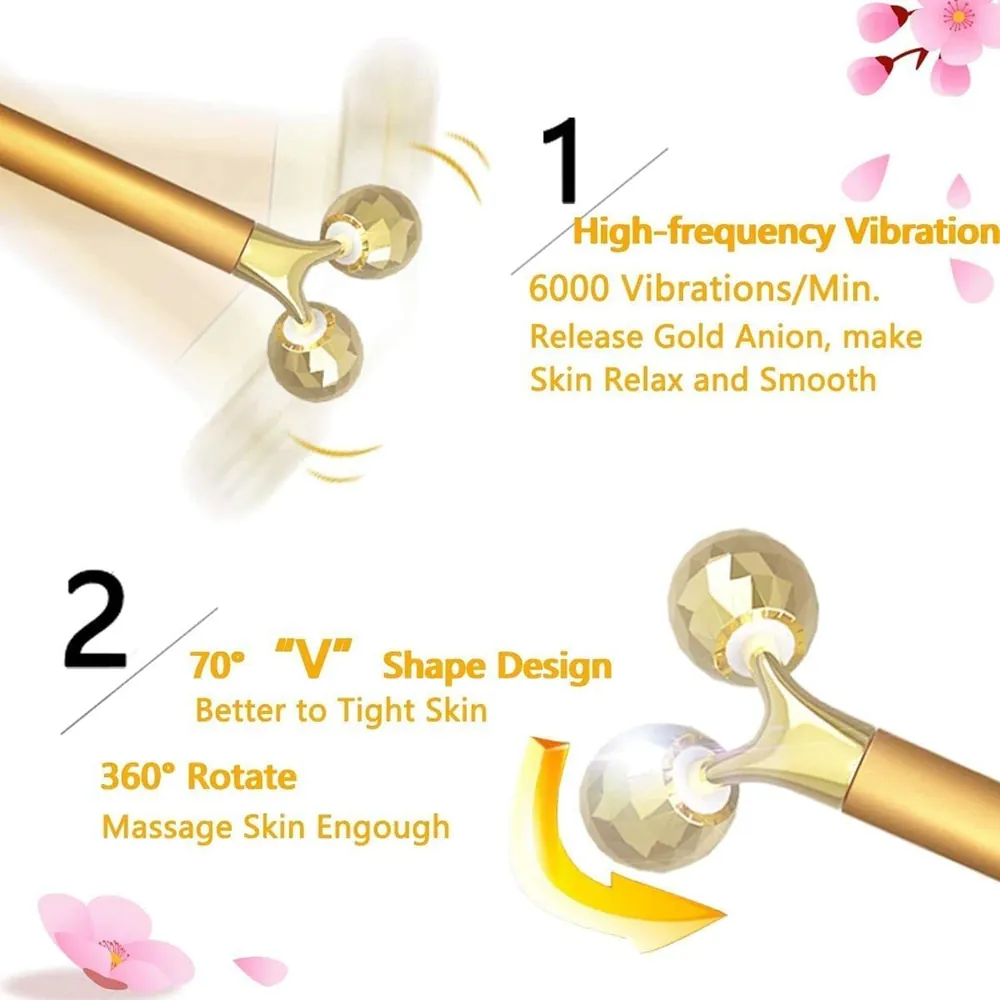 1
High-frequency Vibration
6000 Vibrations/Min.
Release Gold Anion, make
Skin Relax and Smooth
2
70° “V” Shape Design
Better to Tight Skin
360° Rotate
Massage Skin Engough